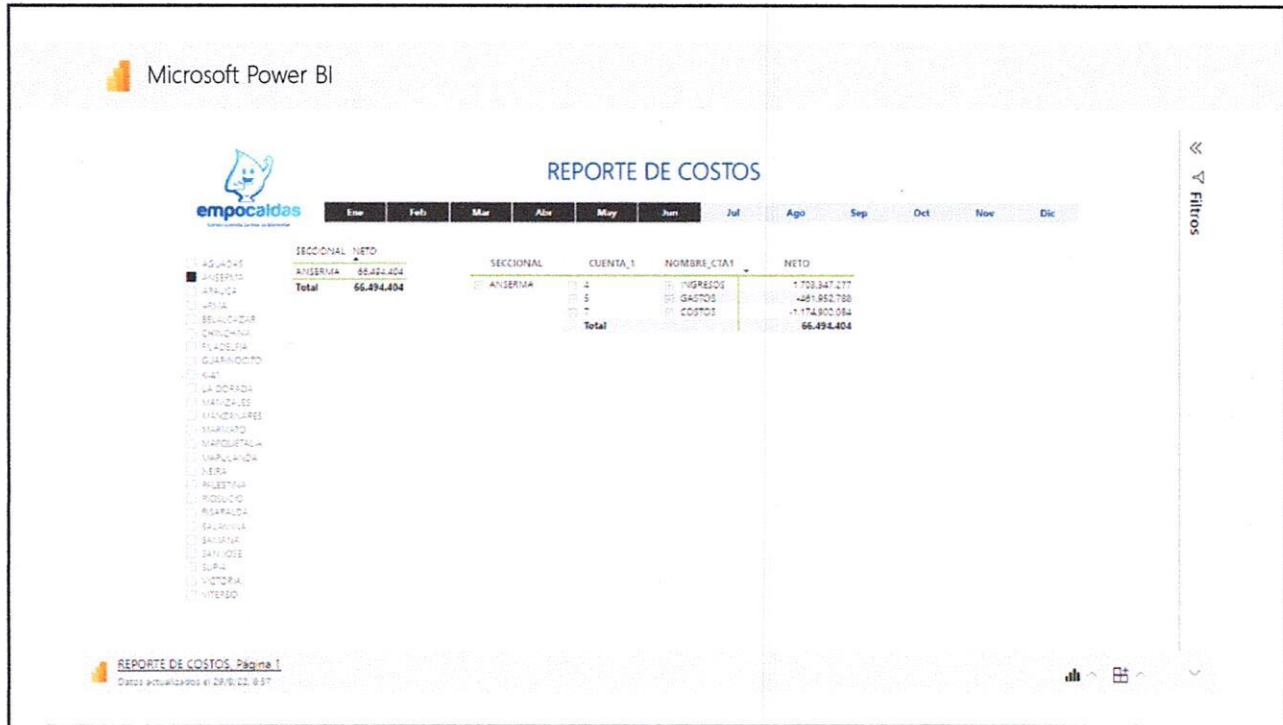 Microsoft Power BI
REPORTE DE COSTOS
empocaldas
Ene Feb Mar Abr May Jun Jul Ago Sep Oct Nov Dic
Filtros
SECCIONAL NETO
ANSERMA 66.494.404
Total 66.494.404
SECCIONAL CUENTA_1 NOMBRE_CTA1 NETO
ANSERMA 4 INGRESOS 1.703.347.277
5 GASTOS -461.952.788
7 COSTOS -1.174.902.084
Total 66.494.404
AGUADAS
ANSERMA
ARAUCA
ARMA
BELALCAZAR
CHINCHINA
FILADELFIA
GUARINOCITO
K-41
LA DORADA
MANIZALES
MANZANARES
MARMATO
MARQUETALIA
MARULANDA
NEIRA
PALESTINA
RIOSUCIO
RISARALDA
SALAMINA
SAMANA
SAN JOSE
SUPIA
VICTORIA
VITERBO
REPORTE DE COSTOS, Página 1
Datos actualizados el